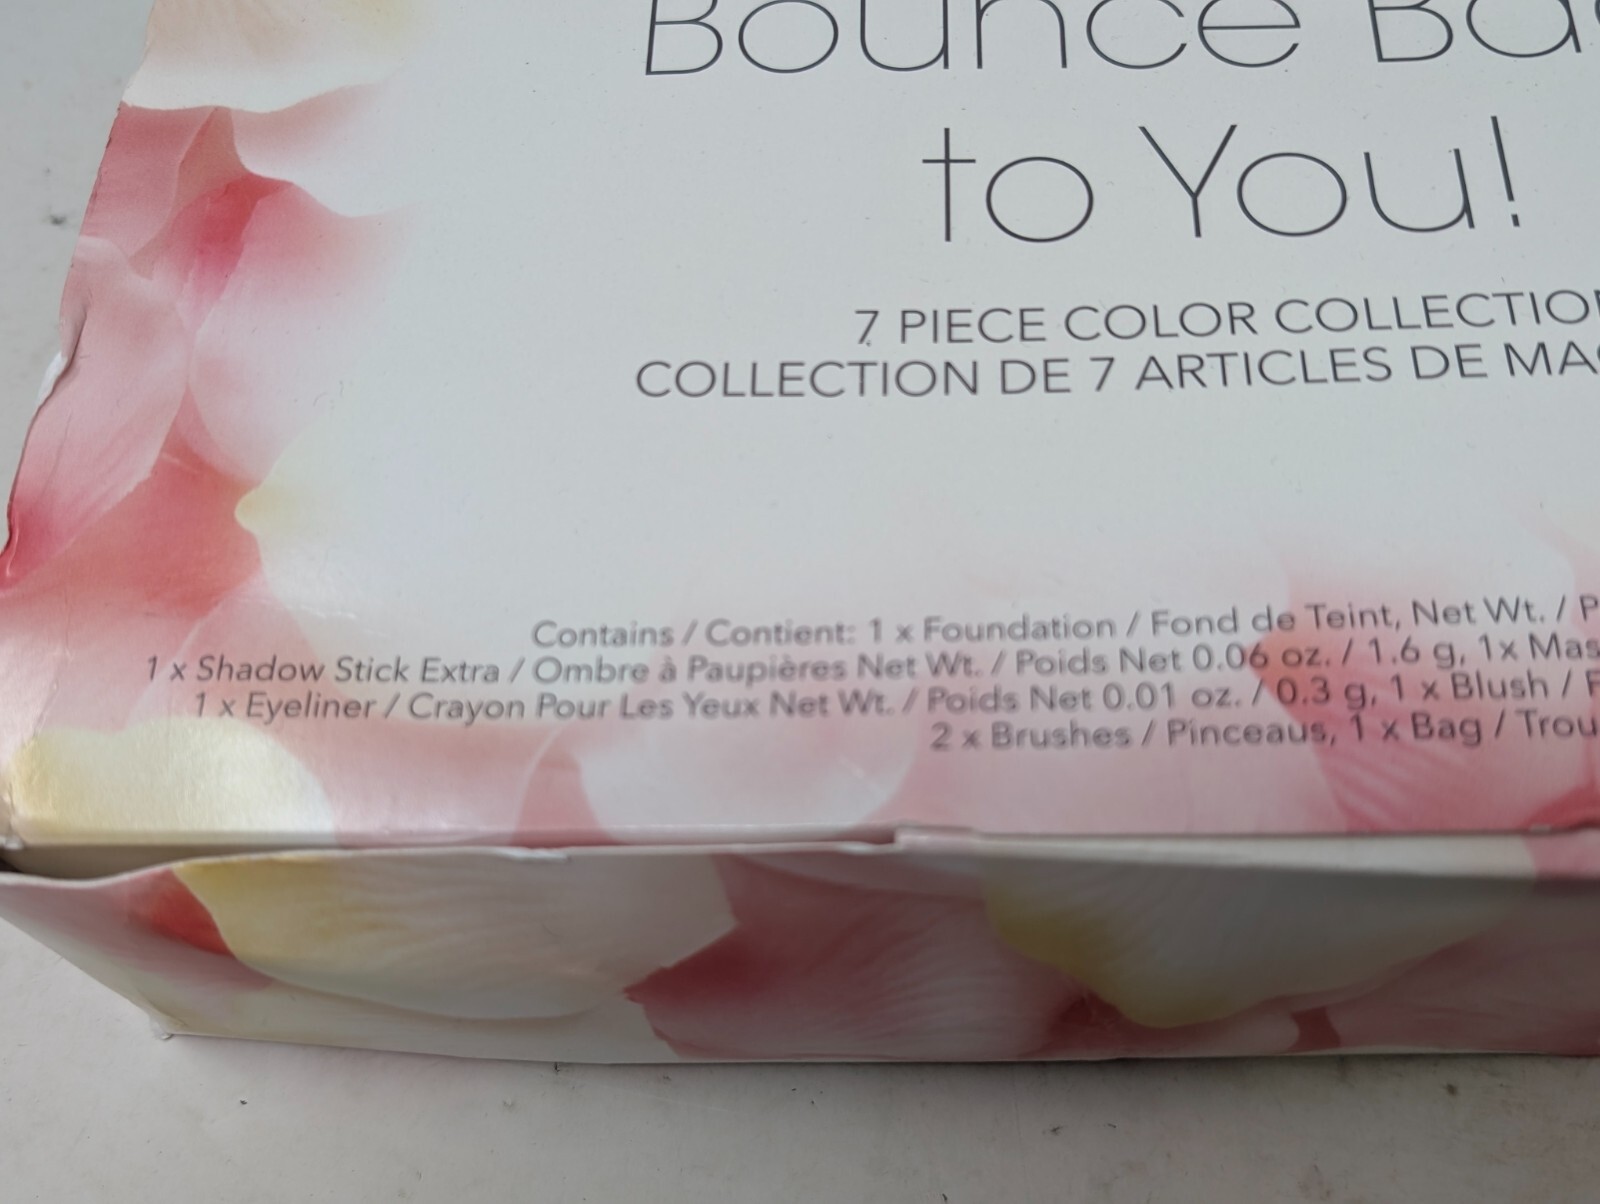 Bounce Ba
to You!
7 PIECE COLOR COLLECTIO
COLLECTION DE 7 ARTICLES DE MA
Contains / Contient: 1 x Foundation / Fond de Teint, Net Wt. / P
1 x Shadow Stick Extra / Ombre à Paupières Net Wt. / Poids Net 0.06 oz. / 1.6 g, 1x Mas
1 x Eyeliner / Crayon Pour Les Yeux Net Wt. / Poids Net 0.01 oz. / 0.3 g, 1 x Blush / F
2 x Brushes / Pinceaus, 1 x Bag / Trou